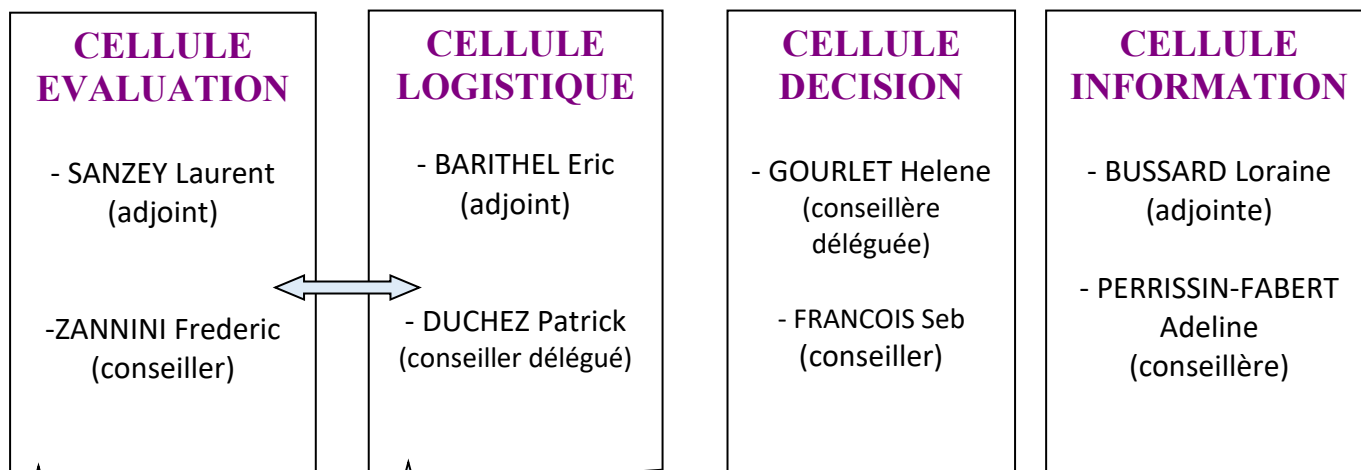 CELLULE
EVALUATION
- SANZEY Laurent
(adjoint)
-ZANNINI Frederic
(conseiller)
CELLULE
LOGISTIQUE
- BARITHEL Eric
(adjoint)
- DUCHEZ Patrick
(conseiller délégué)
CELLULE
DECISION
- GOURLET Helene
(conseillère
déléguée)
- FRANCOIS Seb
(conseiller)
CELLULE
INFORMATION
- BUSSARD Loraine
(adjointe)
- PERRISSIN-FABERT
Adeline
(conseillère)